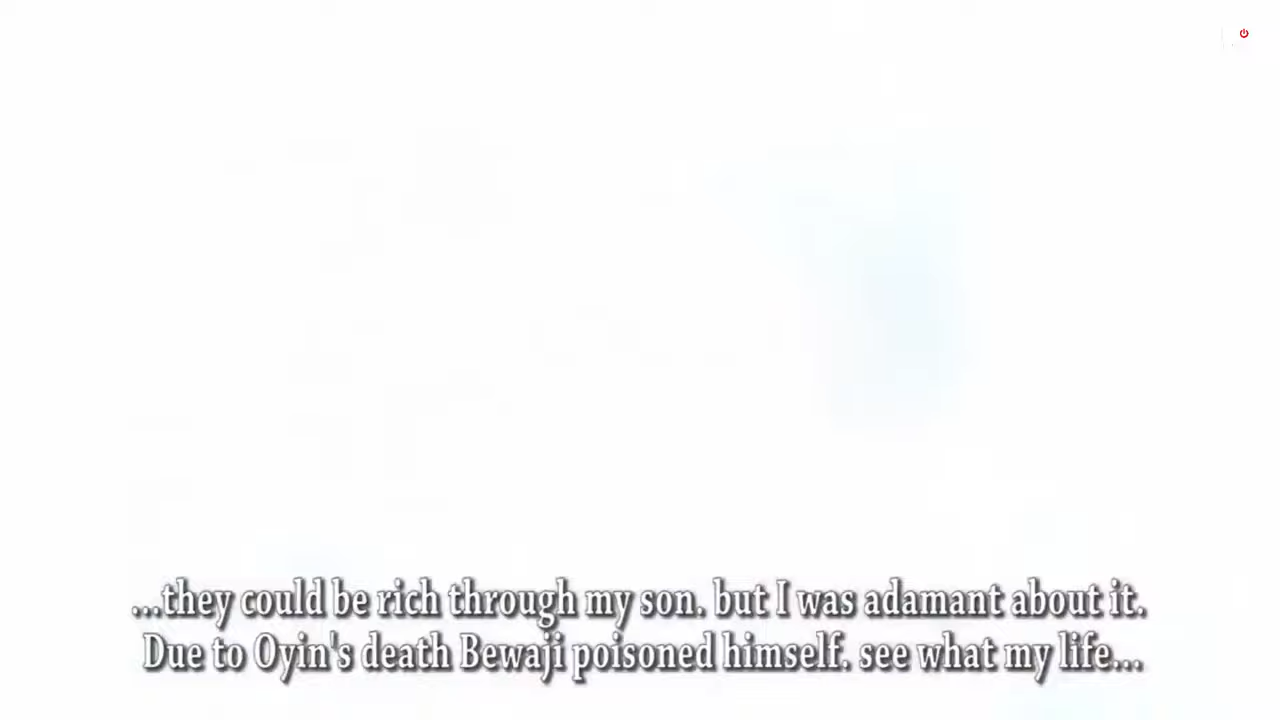 ...they could be rich through my son. but I was adamant about it.
Due to Oyin's death Bewaji poisoned himself. see what my life...